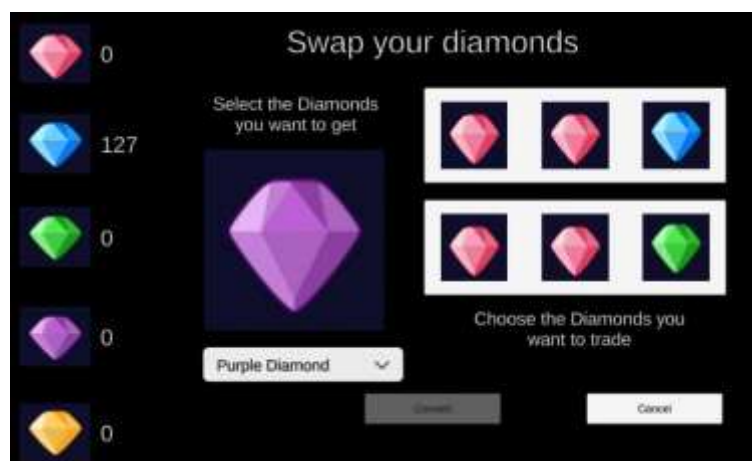 Swap your diamonds
0
127
0
0
0
Select the Diamonds
you want to get
Purple Diamond
Choose the Diamonds you
want to trade
Cancel